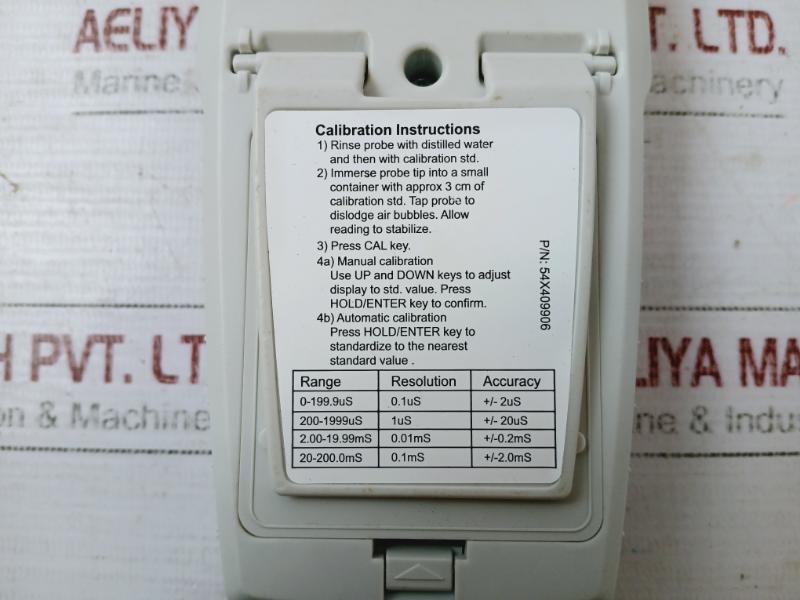 AELIYA
PVT. LTD.
Marine
Machinery
Calibration Instructions
1) Rinse probe with distilled water
and then with calibration std.
2) Immerse probe tip into a small
container with approx 3 cm of
calibration std. Tap probe to
dislodge air bubbles. Allow
reading to stabilize.
3) Press CAL key.
4a) Manual calibration
Use UP and DOWN keys to adjust
display to std. value. Press
HOLD/ENTER key to confirm.
4b) Automatic calibration
Press HOLD/ENTER key to
standardize to the nearest
standard value .
P/N: 54X409906
Range Resolution Accuracy
0-199.9uS 0.1uS +/- 2uS
200-1999uS 1uS +/- 20uS
2.00-19.99mS 0.01mS +/-0.2mS
20-200.0mS 0.1mS +/-2.0mS
H PVT. LT
ELIYA MA
on & Machine
ne & Indus